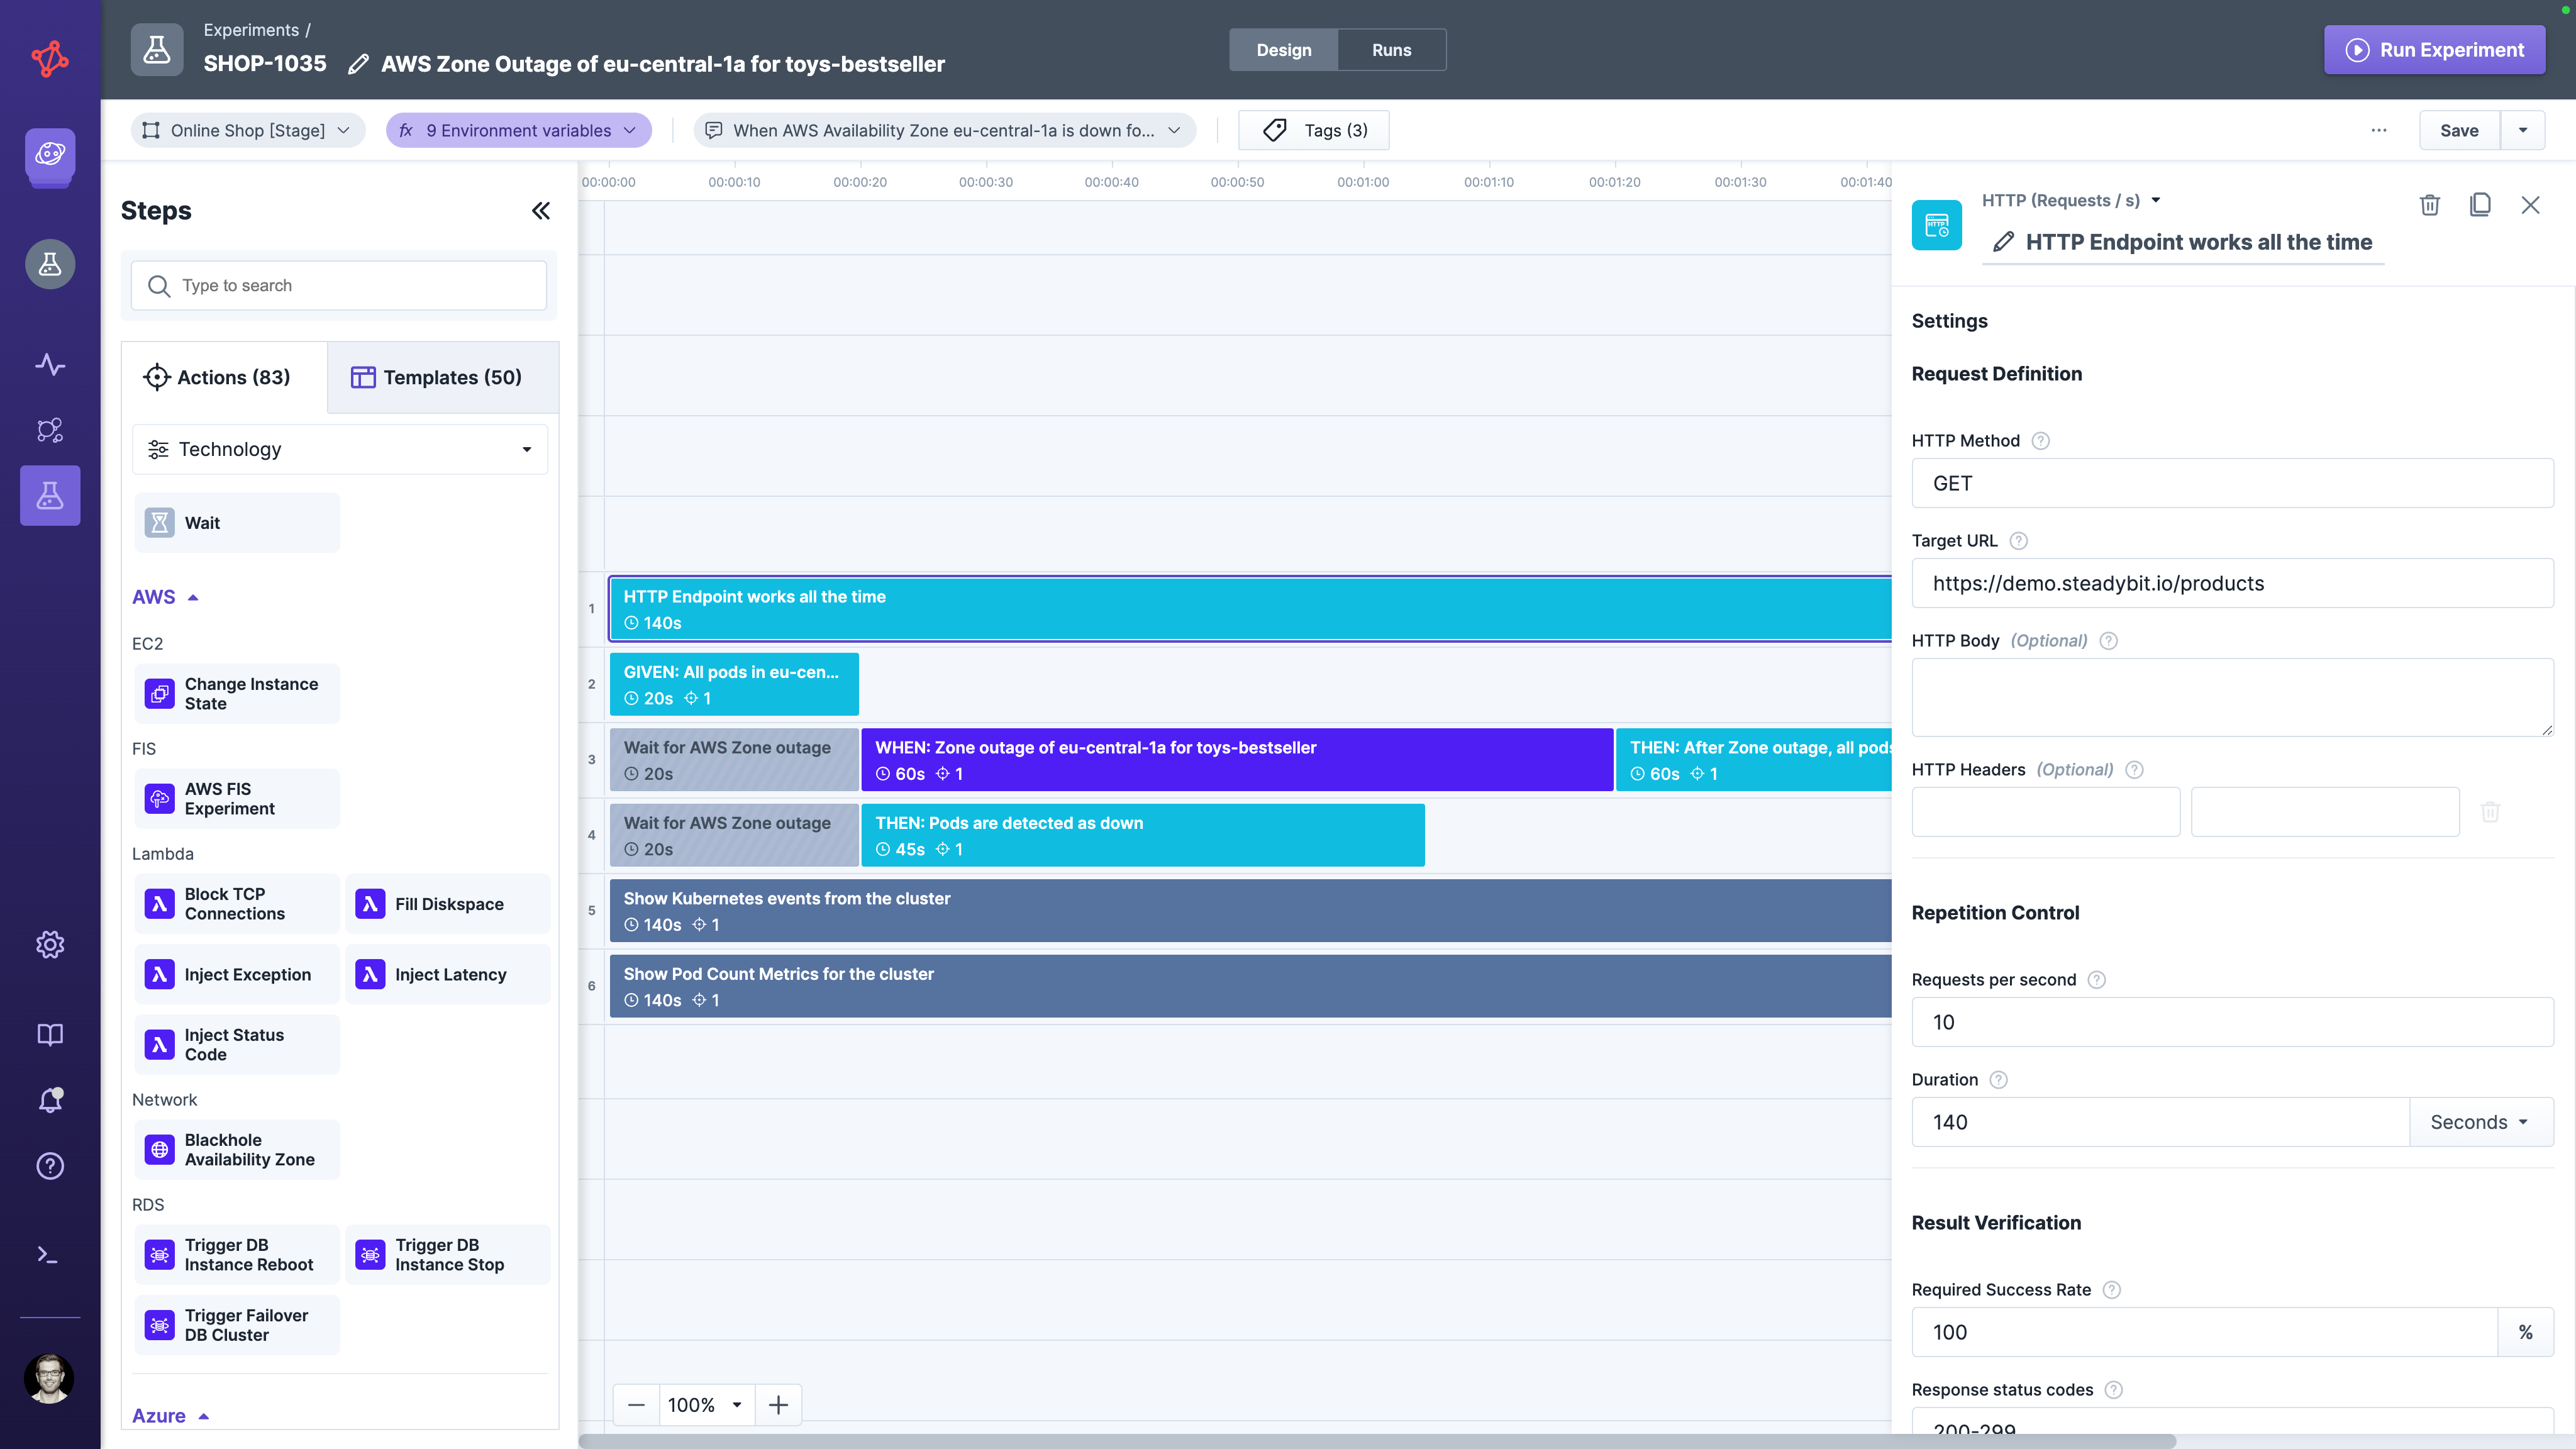 Experiments /
SHOP-1035
AWS Zone Outage of eu-central-1a for toys-bestseller
Design
Runs
Run Experiment
Online Shop [Stage]
fx 9 Environment variables
When AWS Availability Zone eu-central-1a is down fo...
Tags (3)
...
Save
Steps
Type to search
Actions (83)
Templates (50)
Technology
Wait
AWS
EC2
Change Instance
State
FIS
AWS FIS
Experiment
Lambda
Block TCP
Connections
Fill Diskspace
Inject Exception
Inject Latency
Inject Status
Code
Network
Blackhole
Availability Zone
RDS
Trigger DB
Instance Reboot
Trigger DB
Instance Stop
Trigger Failover
DB Cluster
Azure
00:00:00
00:00:10
00:00:20
00:00:30
00:00:40
00:00:50
00:01:00
00:01:10
00:01:20
00:01:30
00:01:40
1
HTTP Endpoint works all the time
140s
2
GIVEN: All pods in eu-cen...
20s 1
3
Wait for AWS Zone outage
20s
WHEN: Zone outage of eu-central-1a for toys-bestseller
60s 1
THEN: After Zone outage, all pods
60s 1
4
Wait for AWS Zone outage
20s
THEN: Pods are detected as down
45s 1
5
Show Kubernetes events from the cluster
140s 1
6
Show Pod Count Metrics for the cluster
140s 1
100%
HTTP (Requests / s)
HTTP Endpoint works all the time
Settings
Request Definition
HTTP Method
GET
Target URL
https://demo.steadybit.io/products
HTTP Body (Optional)
HTTP Headers (Optional)
Repetition Control
Requests per second
10
Duration
140
Seconds
Result Verification
Required Success Rate
100
%
Response status codes
200-299